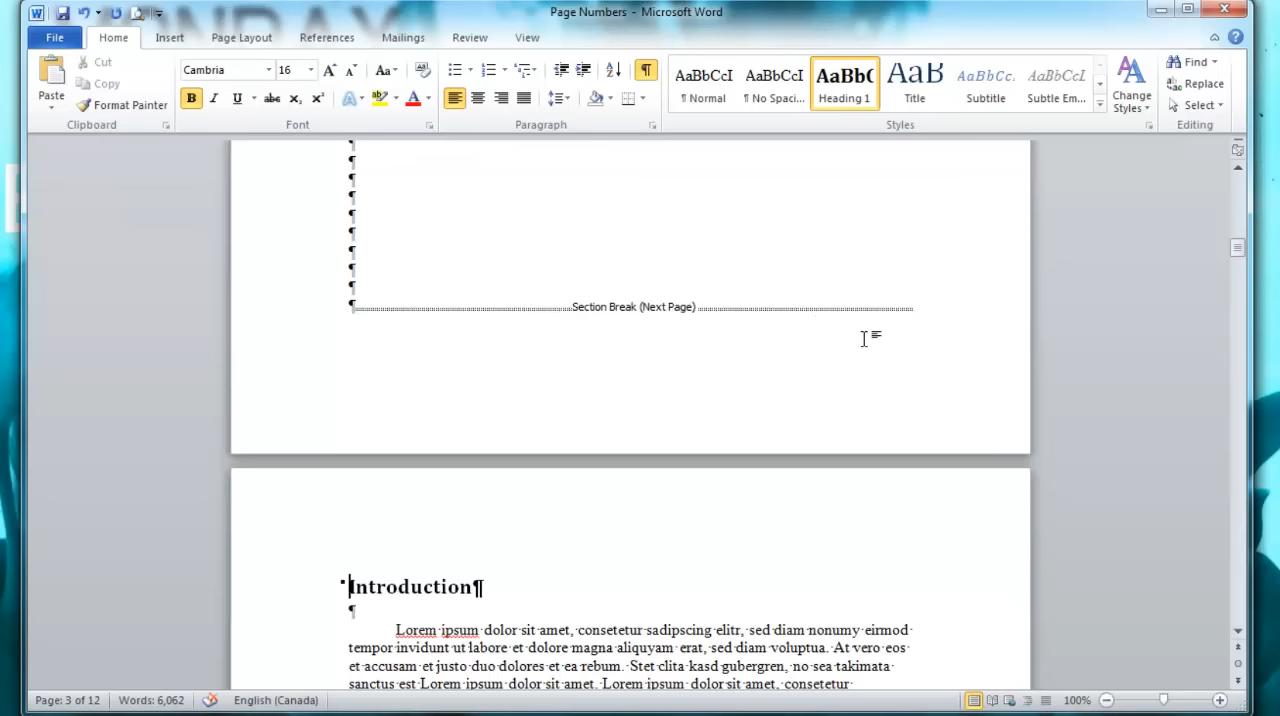 Page Numbers - Microsoft Word
File Home Insert Page Layout References Mailings Review View
Paste
Cut
Copy
Format Painter
Clipboard
Cambria 16 Aa
B I U abc x₂ x² A A
Font
Paragraph
AaBbCcI AaBbCcI AaBbC AaB AaBbCc. AaBbCcI
¶ Normal ¶ No Spaci... Heading 1 Title Subtitle Subtle Em...
Change
Styles
Styles
Find
Replace
Select
Editing
¶
¶
¶
¶
¶
¶
¶
¶
¶
¶Section Break (Next Page)
Introduction¶
¶
Lorem·ipsum·dolor·sit·amet,·consetetur·sadipscing·elitr,·sed·diam·nonumy·eirmod·
tempor·invidunt·ut·labore·et·dolore·magna·aliquyam·erat,·sed·diam·voluptua.·At·vero·eos·
et·accusam·et·justo·duo·dolores·et·ea·rebum.·Stet·clita·kasd·gubergren,·no·sea·takimata·
sanctus·est·Lorem·ipsum·dolor·sit·amet.·Lorem·ipsum·dolor·sit·amet,·consetetur·
Page: 3 of 12 Words: 6,062 English (Canada) 100%